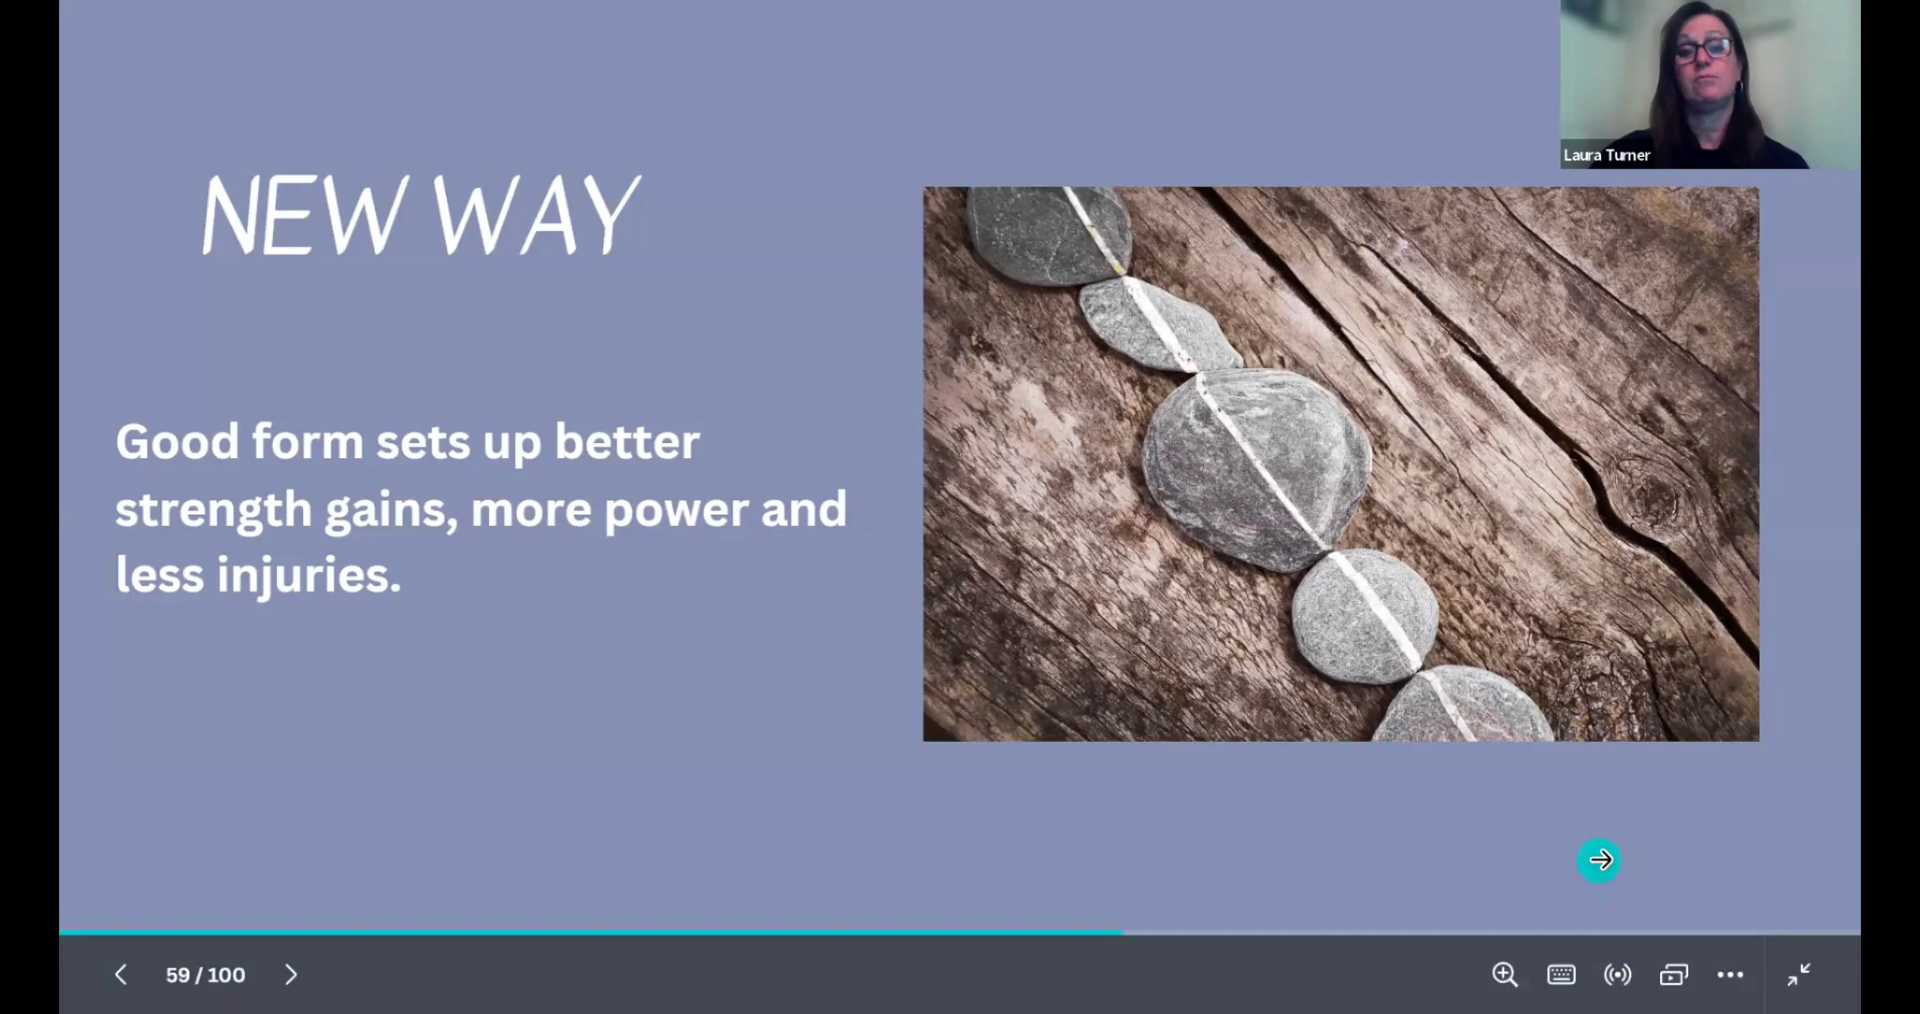 Laura Turner
NEW WAY
Good form sets up better
strength gains, more power and
less injuries.
59 / 100